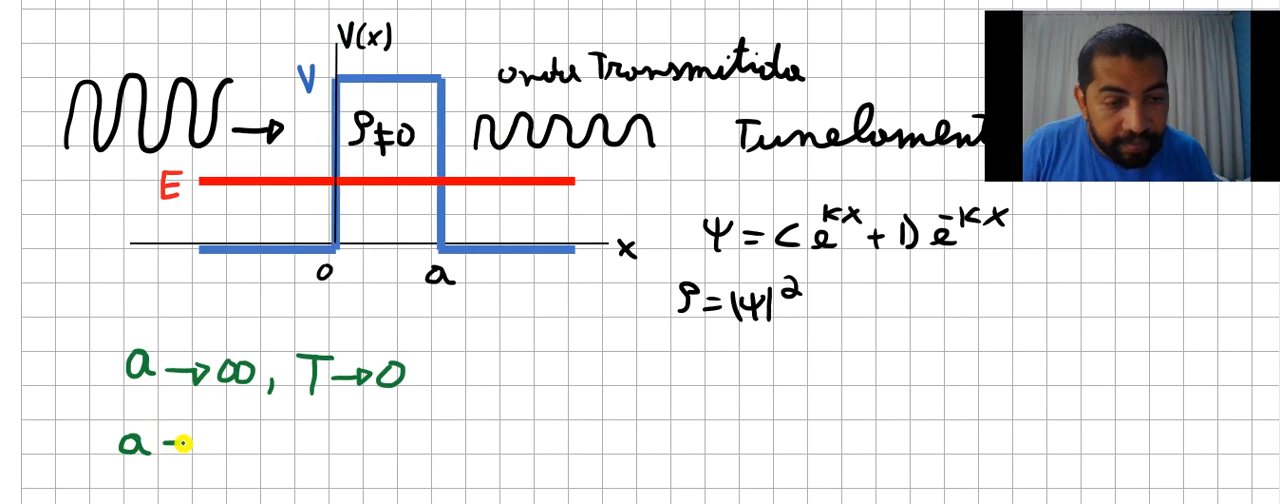 V(x)
V
onda Transmitida
ρ≠0
Tunelament
E
ψ = C e^{kx} + D e^{-kx}
0
a
x
ρ = |ψ|^2
a → ∞, T → 0
a -